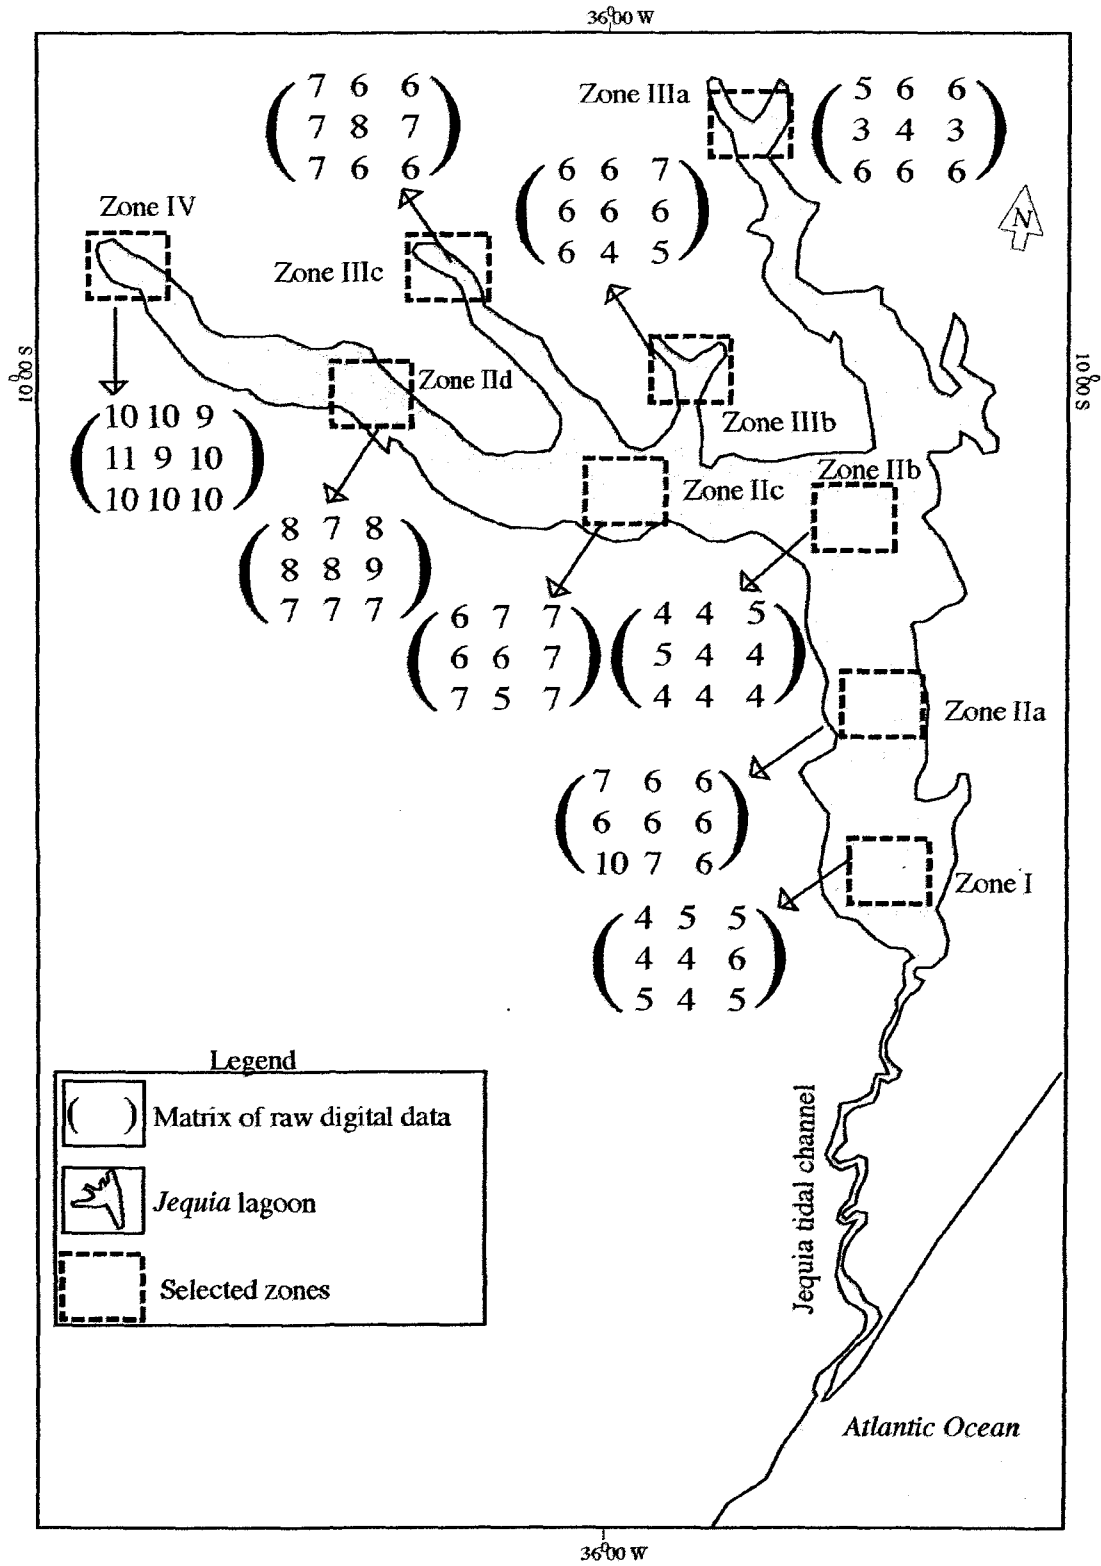 36°00 W
Zone IIIa
5 6 6
3 4 3
6 6 6
7 6 6
7 8 7
7 6 6
6 6 7
6 6 6
6 4 5
N
Zone IV
Zone IIIc
10°00 S
10°00 S
Zone IId
Zone IIIb
10 10 9
11 9 10
10 10 10
Zone IIb
Zone IIc
8 7 8
8 8 9
7 7 7
6 7 7
6 6 7
7 5 7
4 4 5
5 4 4
4 4 4
Zone IIa
7 6 6
6 6 6
10 7 6
Zone I
4 5 5
4 4 6
5 4 5
Legend
( ) Matrix of raw digital data
Jequia lagoon
Selected zones
Jequia tidal channel
Atlantic Ocean
36°00 W